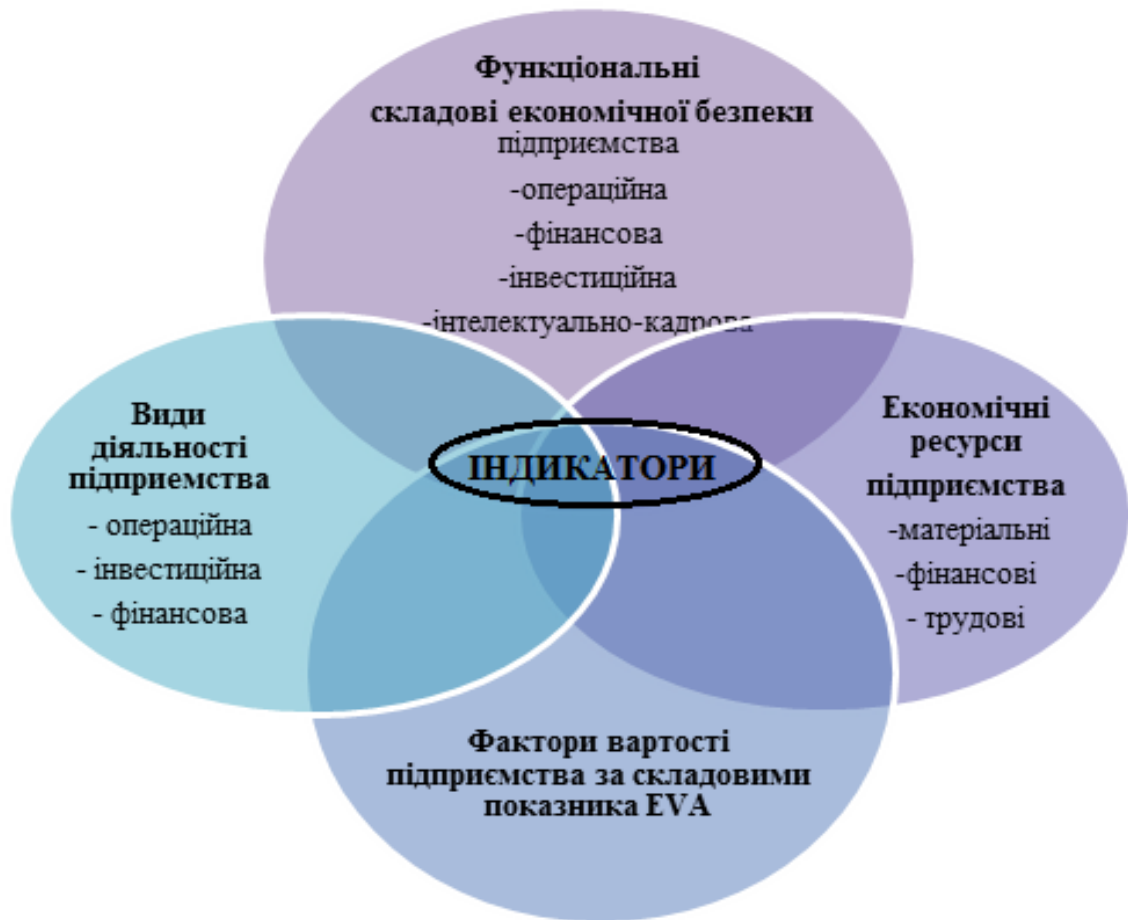 Функціональні
складові економічної безпеки
підприємства
-операційна
-фінансова
-інвестиційна
-інтелектуально-кадрова
Види
діяльності
підприемства
- операційна
- інвестиційна
- фінансова
ІНДИКАТОРИ
Економічні
ресурси
підприємства
-матеріальні
-фінансові
- трудові
Фактори вартості
підприємства за складовими
показника EVA